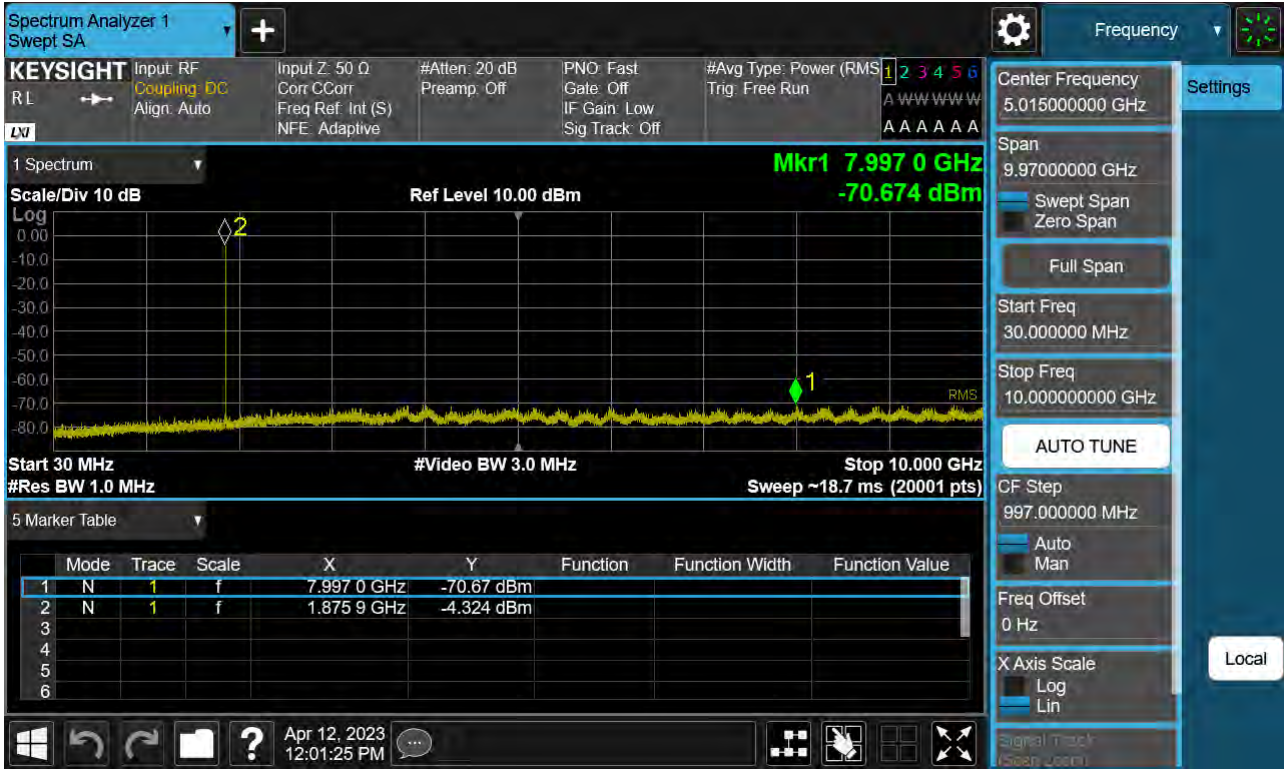 Spectrum Analyzer 1
Swept SA
+
Frequency
KEYSIGHT
RL
LXI
Input: RF
Coupling: DC
Align: Auto
Input Z: 50 Ω
Corr CCorr
Freq Ref: Int (S)
NFE: Adaptive
#Atten: 20 dB
Preamp: Off
PNO: Fast
Gate: Off
IF Gain: Low
Sig Track: Off
#Avg Type: Power (RMS
Trig: Free Run
1 2 3 4 5 6
A W W W W W
A A A A A A
1 Spectrum
Scale/Div 10 dB
Ref Level 10.00 dBm
Mkr1 7.997 0 GHz
-70.674 dBm
Log
0.00
-10.0
-20.0
-30.0
-40.0
-50.0
-60.0
-70.0
-80.0
2
1
RMS
Start 30 MHz
#Video BW 3.0 MHz
Stop 10.000 GHz
#Res BW 1.0 MHz
Sweep ~18.7 ms (20001 pts)
5 Marker Table
Mode Trace Scale X Y Function Function Width Function Value
1 N 1 f 7.997 0 GHz -70.67 dBm
2 N 1 f 1.875 9 GHz -4.324 dBm
3
4
5
6
Center Frequency
5.015000000 GHz
Settings
Span
9.97000000 GHz
Swept Span
Zero Span
Full Span
Start Freq
30.000000 MHz
Stop Freq
10.000000000 GHz
AUTO TUNE
CF Step
997.000000 MHz
Auto
Man
Freq Offset
0 Hz
X Axis Scale
Log
Lin
Local
Signal Track
(Span Zoom)
?
Apr 12, 2023
12:01:25 PM